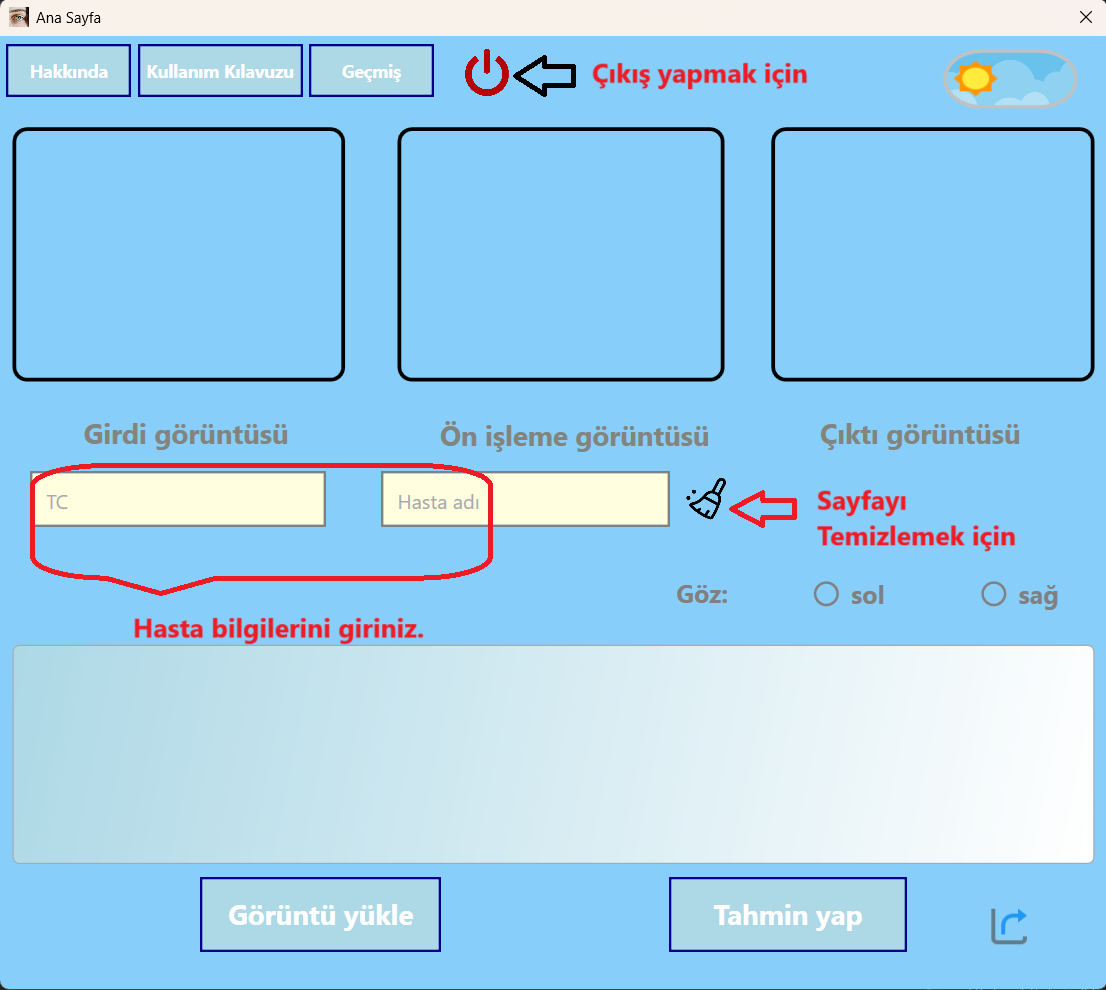 Ana Sayfa
Hakkında
Kullanım Kılavuzu
Geçmiş
Çıkış yapmak için
Girdi görüntüsü
Ön işleme görüntüsü
Çıktı görüntüsü
TC
Hasta adı
Sayfayı
Temizlemek için
Göz:
sol
sağ
Hasta bilgilerini giriniz.
Görüntü yükle
Tahmin yap